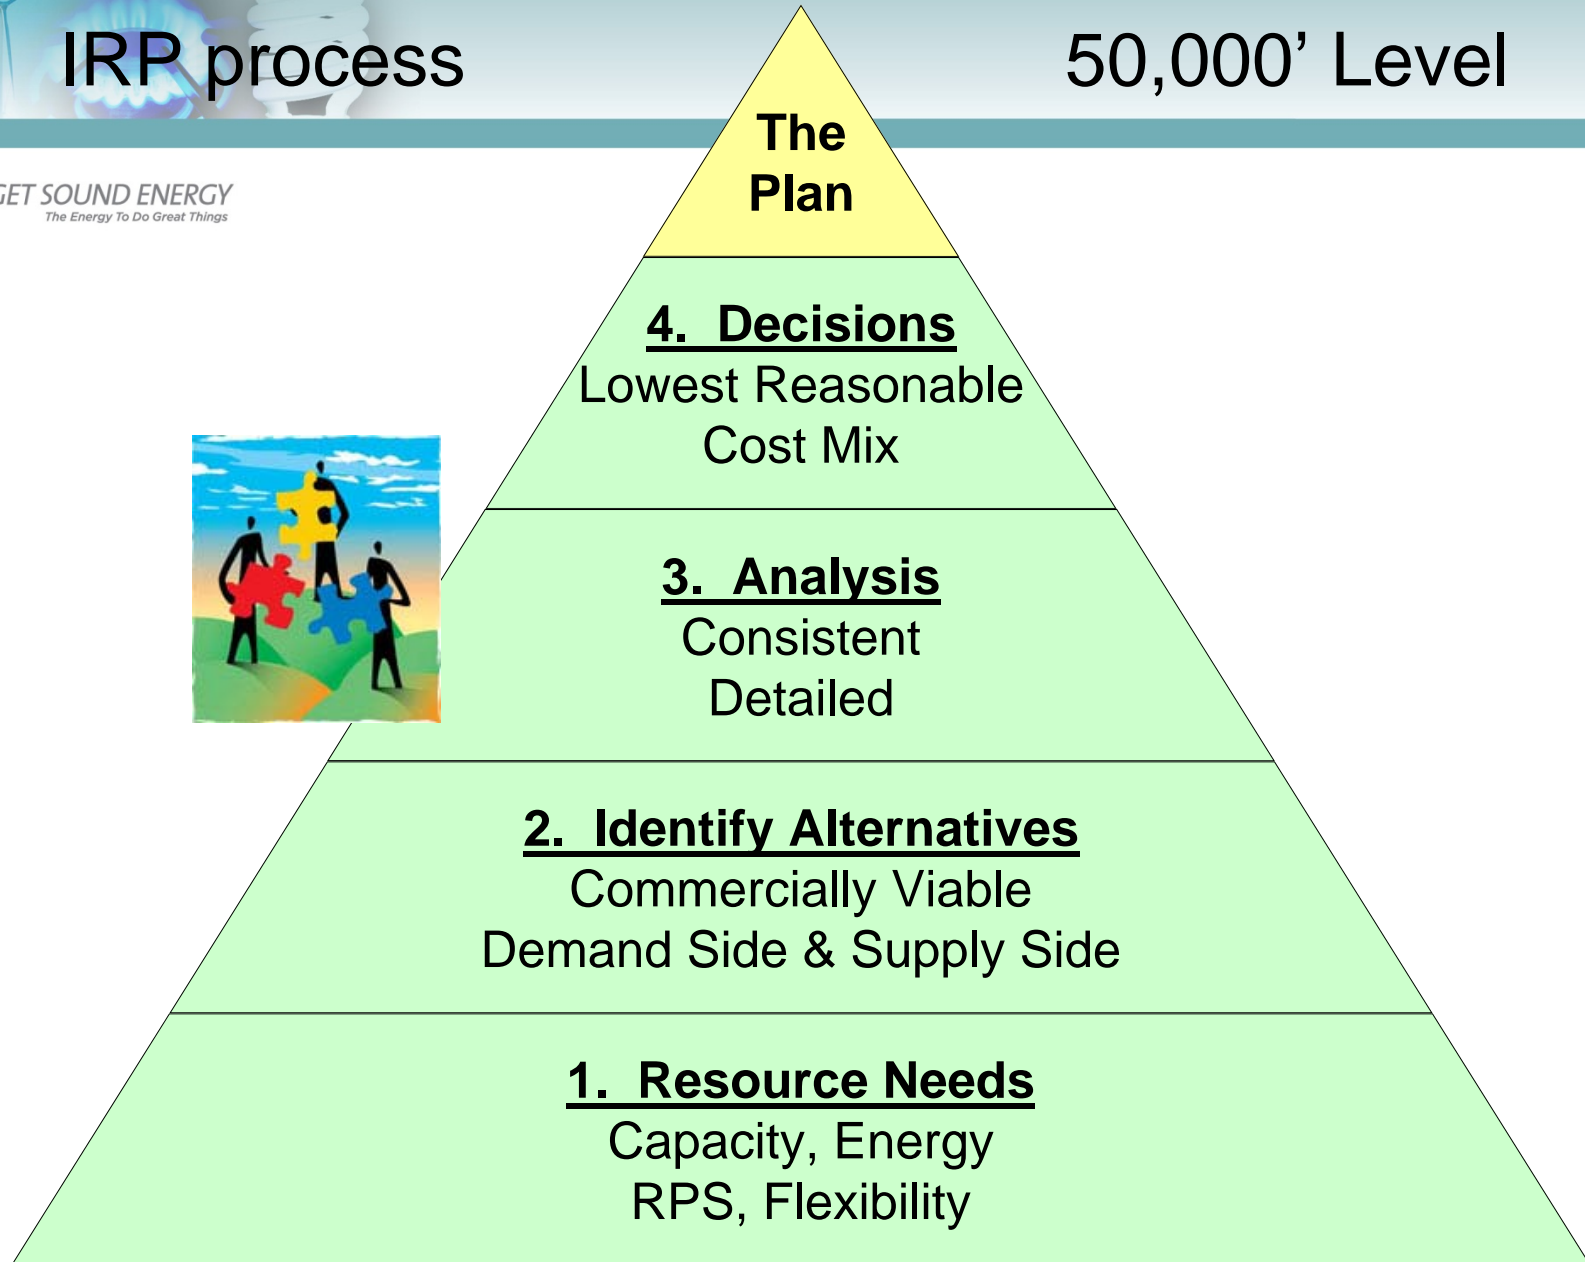 IRP process
50,000’ Level
GET SOUND ENERGY
The Energy To Do Great Things
The
Plan
4. Decisions
Lowest Reasonable
Cost Mix
3. Analysis
Consistent
Detailed
2. Identify Alternatives
Commercially Viable
Demand Side & Supply Side
1. Resource Needs
Capacity, Energy
RPS, Flexibility